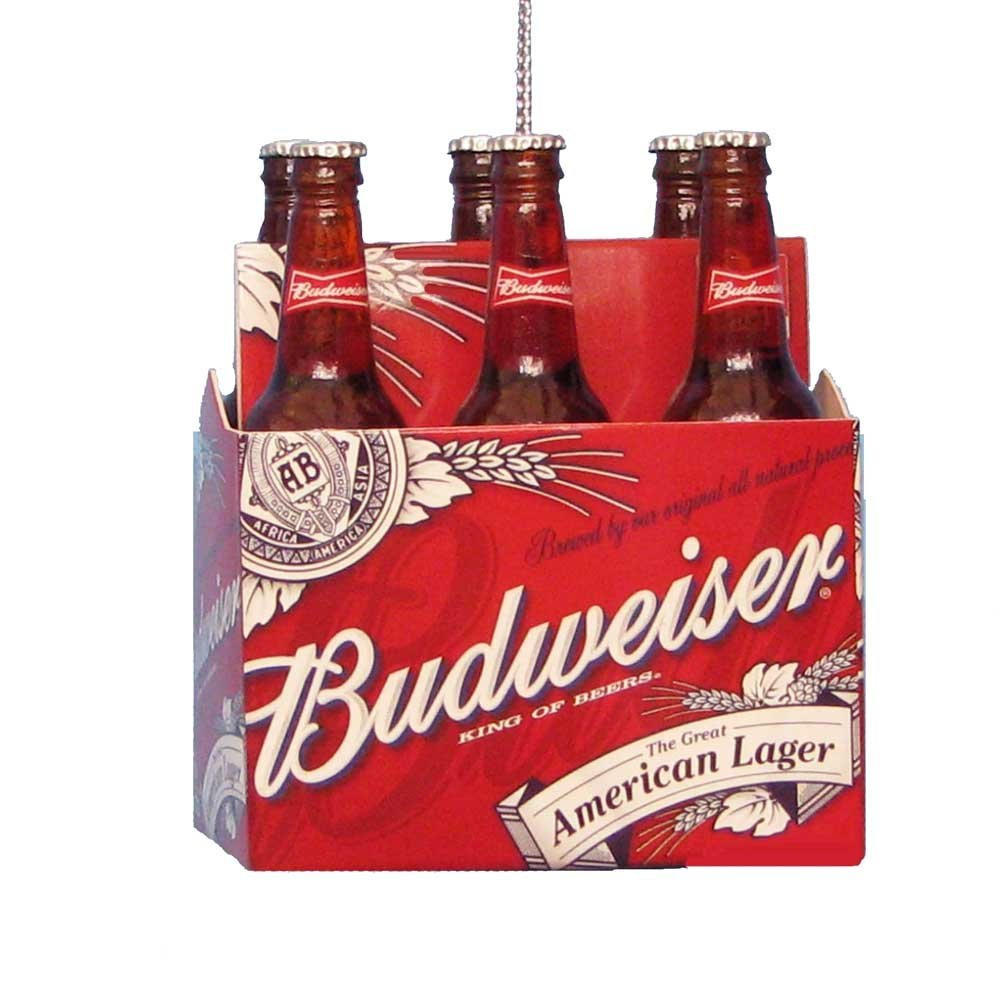 Budweiser
Budweiser
Budweiser
AB
ASIA
AFRICA
AMERICA
Brewed by our original all natural
Budweiser®
KING OF BEERS®
The Great
American Lager